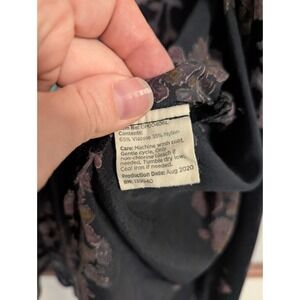 Contents:
65% Viscose 35% Nylon
Care: Machine wash cold,
Gentle cycle, Only
non-chlorine bleach if
needed. Tumble dry low,
Cool iron if needed.
Production Date: Aug 2020